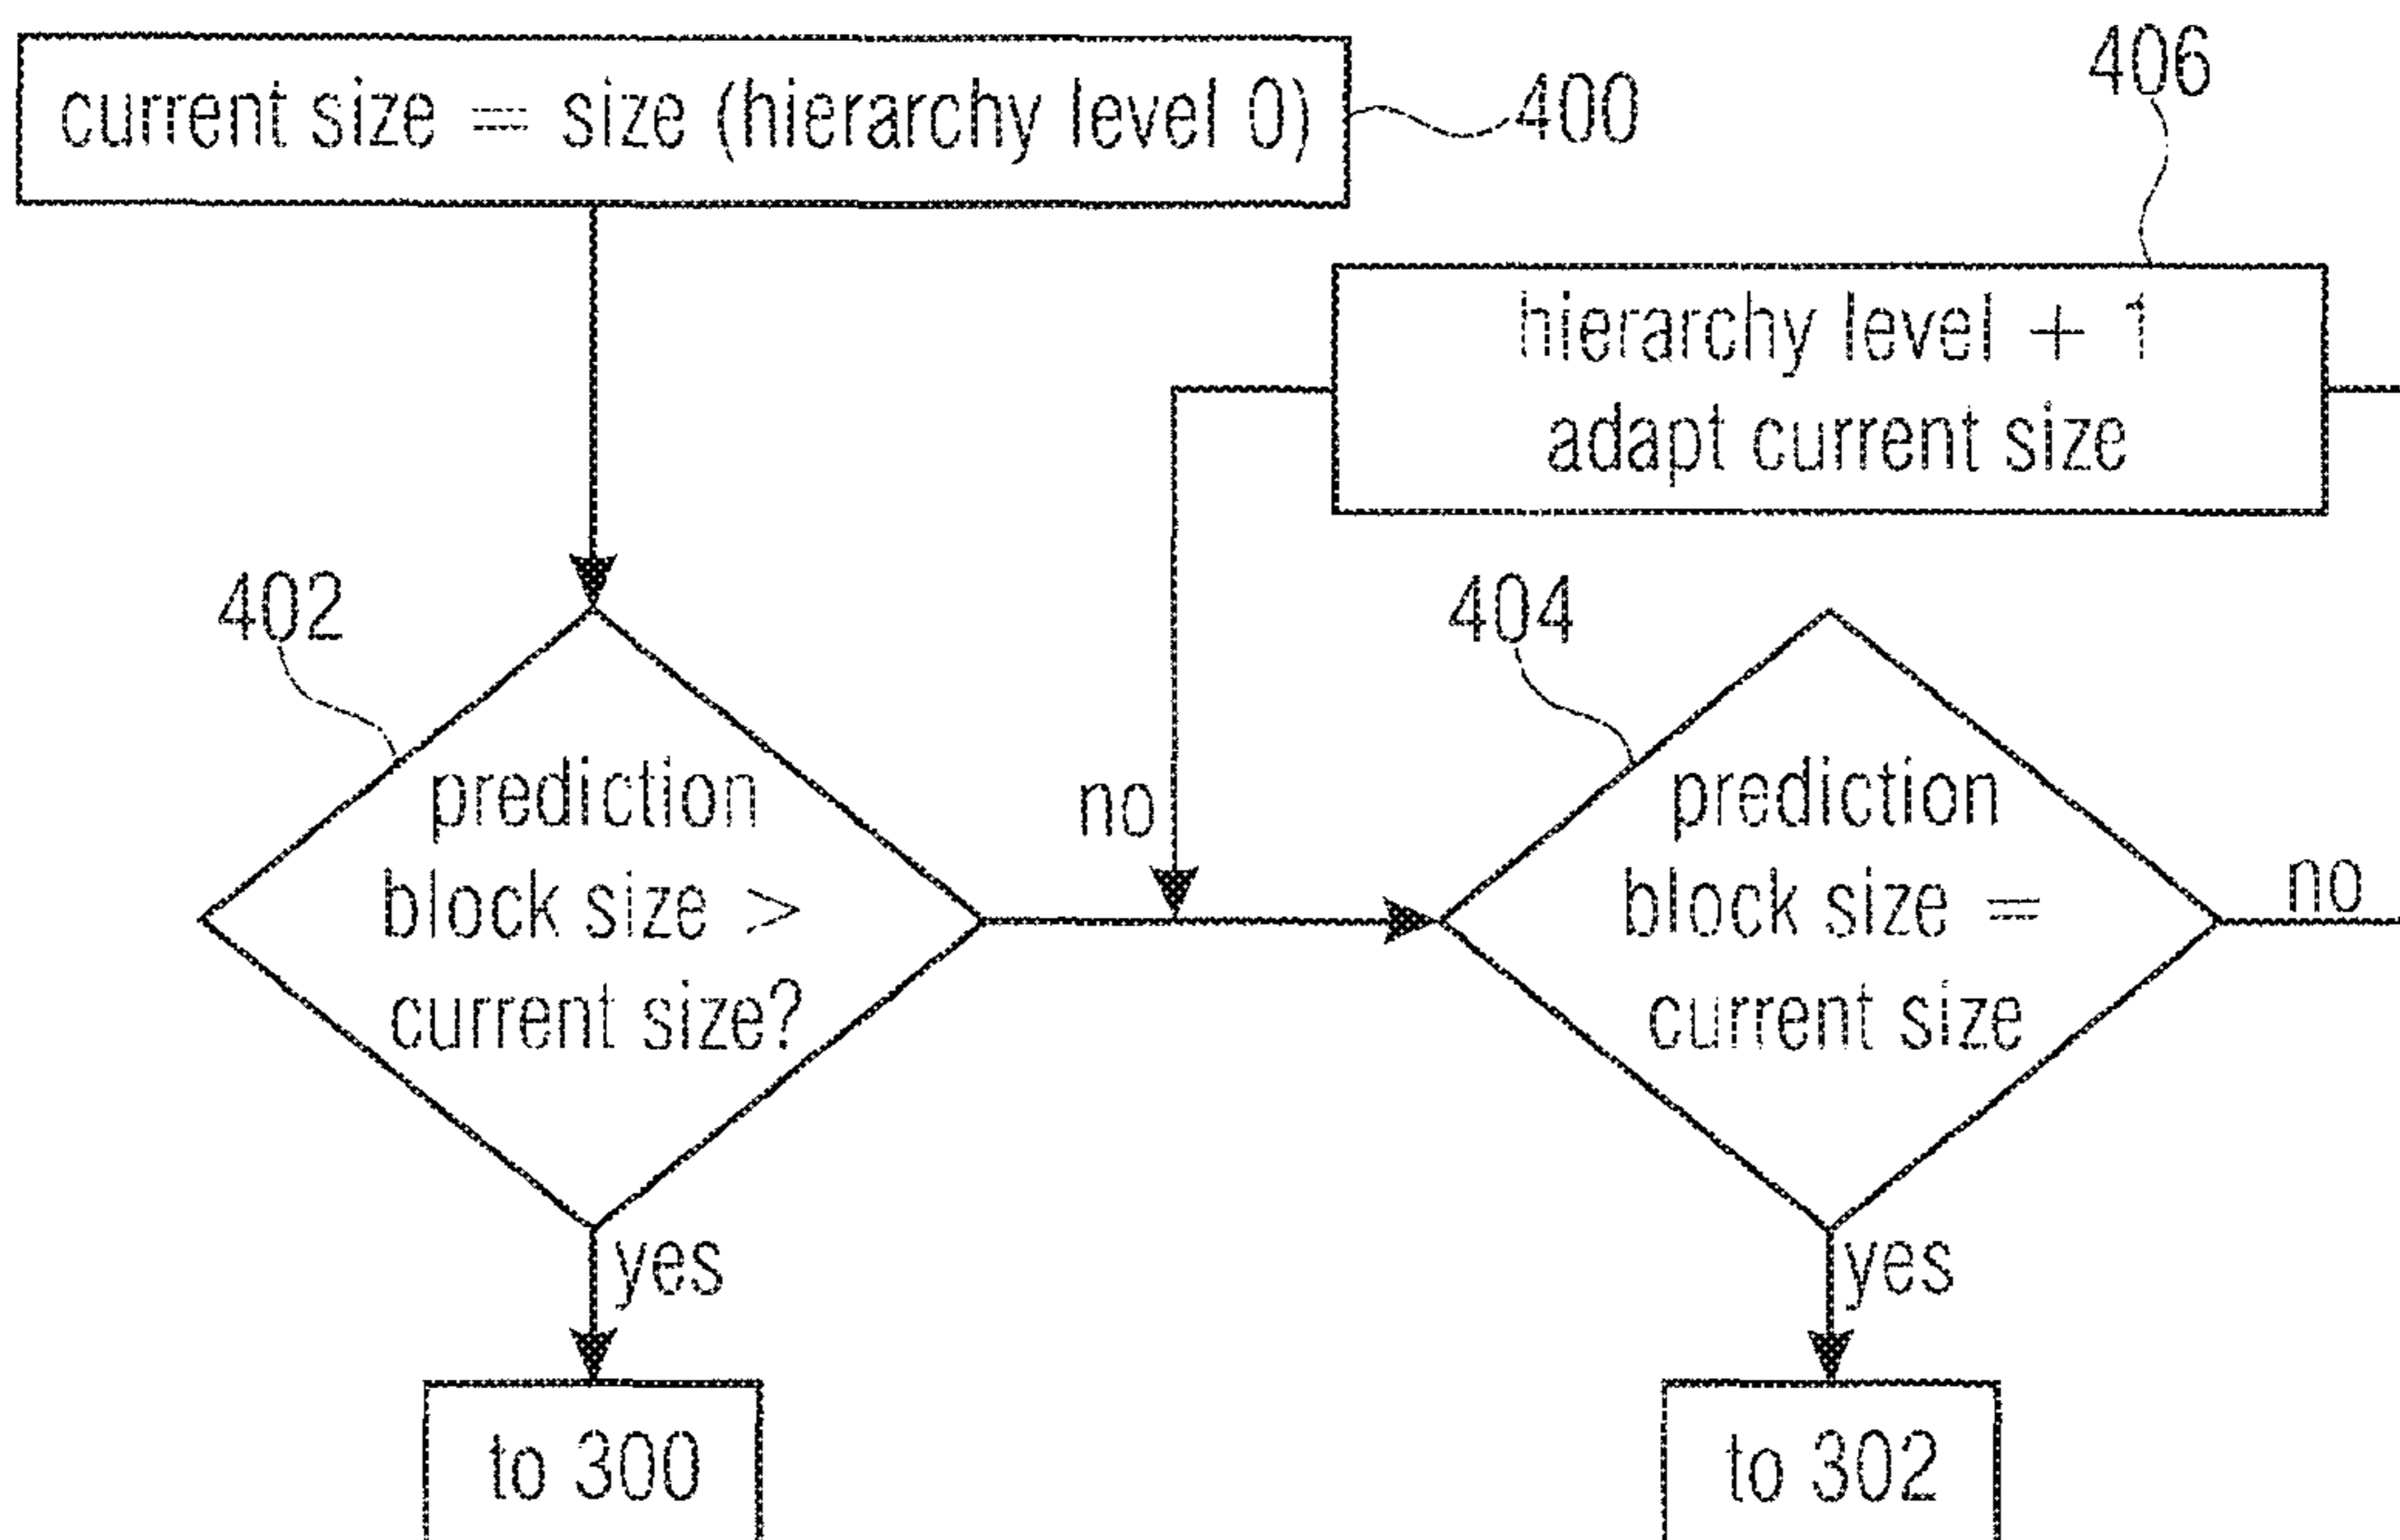 current size = size (hierarchy level 0)
400
406
hierarchy level + 1
adapt current size
402
404
prediction
block size >
current size?
no
prediction
block size =
current size
no
yes
yes
to 300
to 302